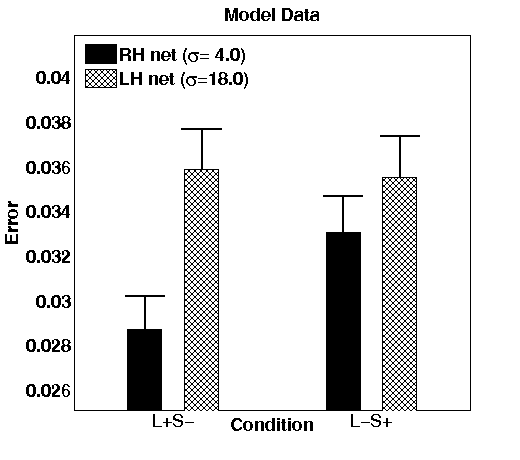 Model Data
RH net (σ= 4.0)
LH net (σ=18.0)
0.04
0.038
0.036
0.034
0.032
0.03
0.028
0.026
Error
L+S−
L−S+
Condition